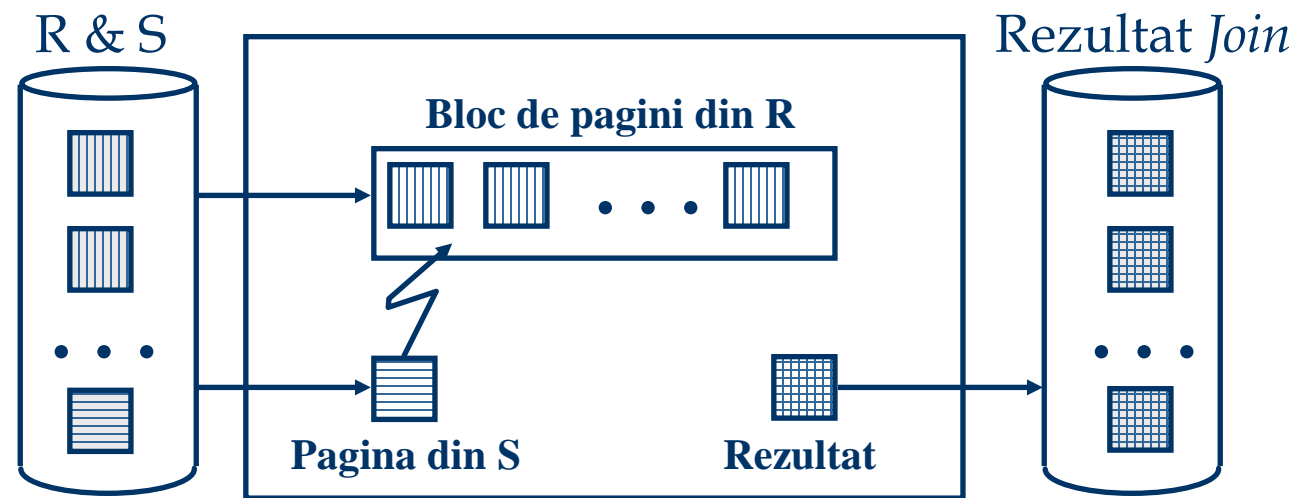 R & S
Rezultat Join
Bloc de pagini din R
Pagina din S
Rezultat